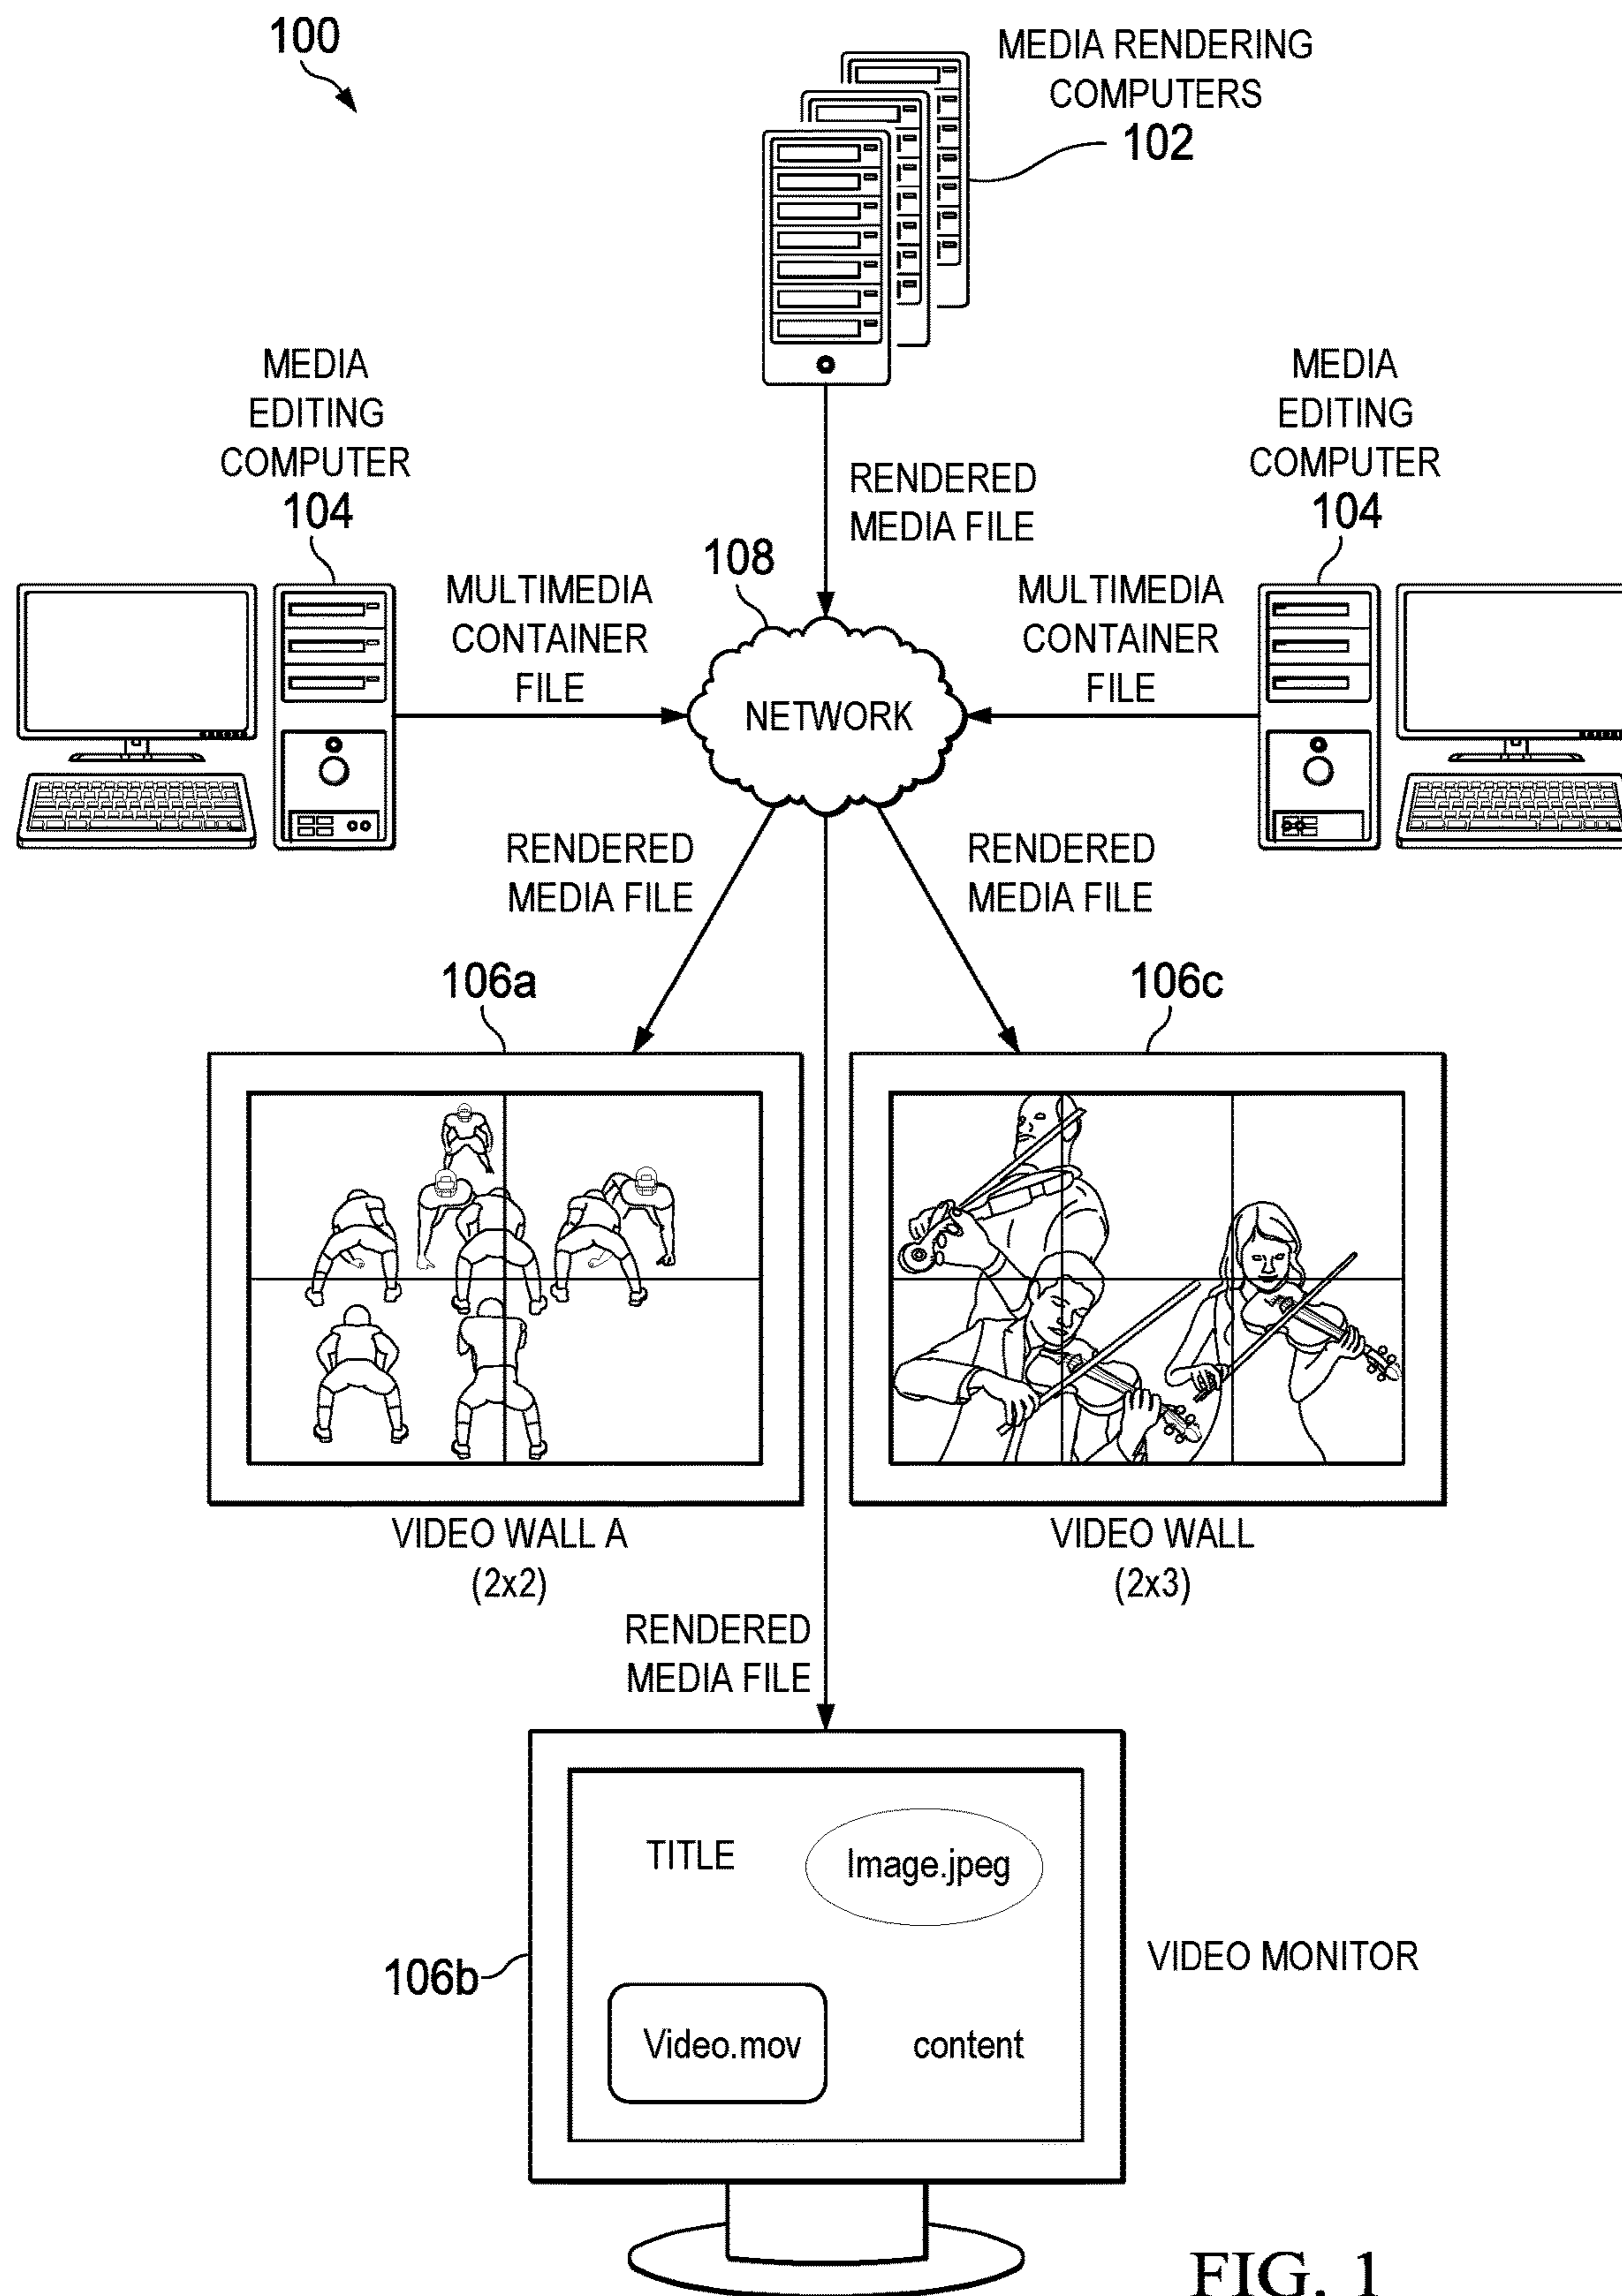 100
MEDIA RENDERING
COMPUTERS
102
MEDIA
EDITING
COMPUTER
104
MEDIA
EDITING
COMPUTER
104
RENDERED
MEDIA FILE
108
MULTIMEDIA
CONTAINER
FILE
MULTIMEDIA
CONTAINER
FILE
NETWORK
RENDERED
MEDIA FILE
RENDERED
MEDIA FILE
106a
106c
VIDEO WALL A
(2x2)
VIDEO WALL
(2x3)
RENDERED
MEDIA FILE
TITLE
Image.jpeg
106b
VIDEO MONITOR
Video.mov
content
FIG. 1